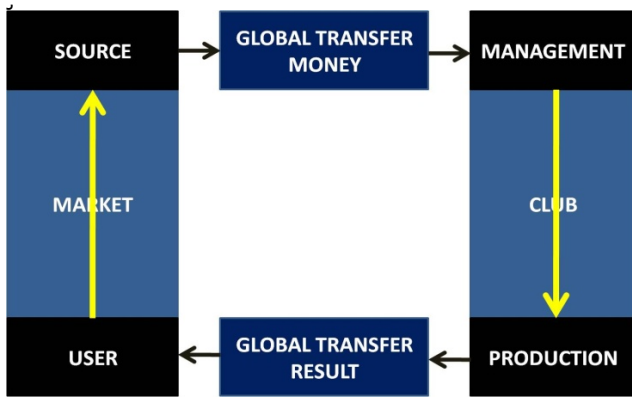 SOURCE
GLOBAL TRANSFER
MONEY
MANAGEMENT
MARKET
CLUB
USER
GLOBAL TRANSFER
RESULT
PRODUCTION